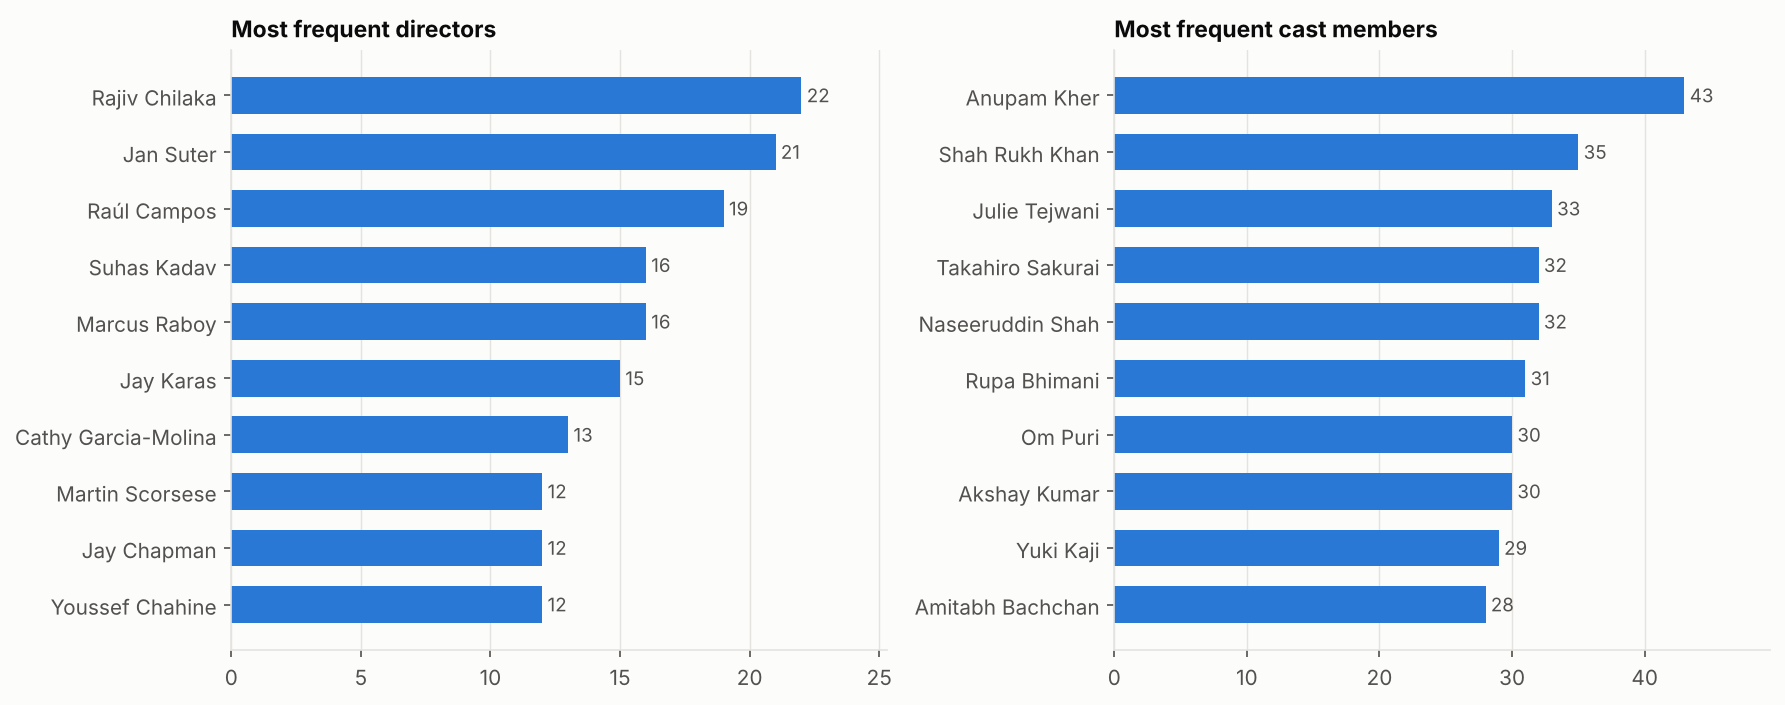 Most frequent directors
Rajiv Chilaka 22
Jan Suter 21
Raúl Campos 19
Suhas Kadav 16
Marcus Raboy 16
Jay Karas 15
Cathy Garcia-Molina 13
Martin Scorsese 12
Jay Chapman 12
Youssef Chahine 12
0 5 10 15 20 25
Most frequent cast members
Anupam Kher 43
Shah Rukh Khan 35
Julie Tejwani 33
Takahiro Sakurai 32
Naseeruddin Shah 32
Rupa Bhimani 31
Om Puri 30
Akshay Kumar 30
Yuki Kaji 29
Amitabh Bachchan 28
0 10 20 30 40